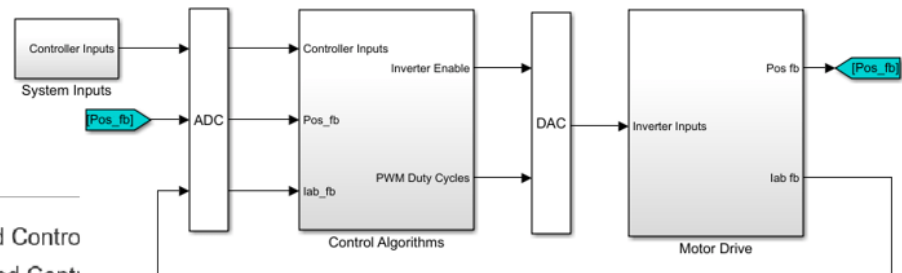 Controller Inputs
System Inputs
[Pos_fb]
ADC
Controller Inputs
Inverter Enable
Pos_fb
PWM Duty Cycles
Iab_fb
Control Algorithms
DAC
Inverter Inputs
Pos fb
Iab fb
Motor Drive
[Pos_fb]